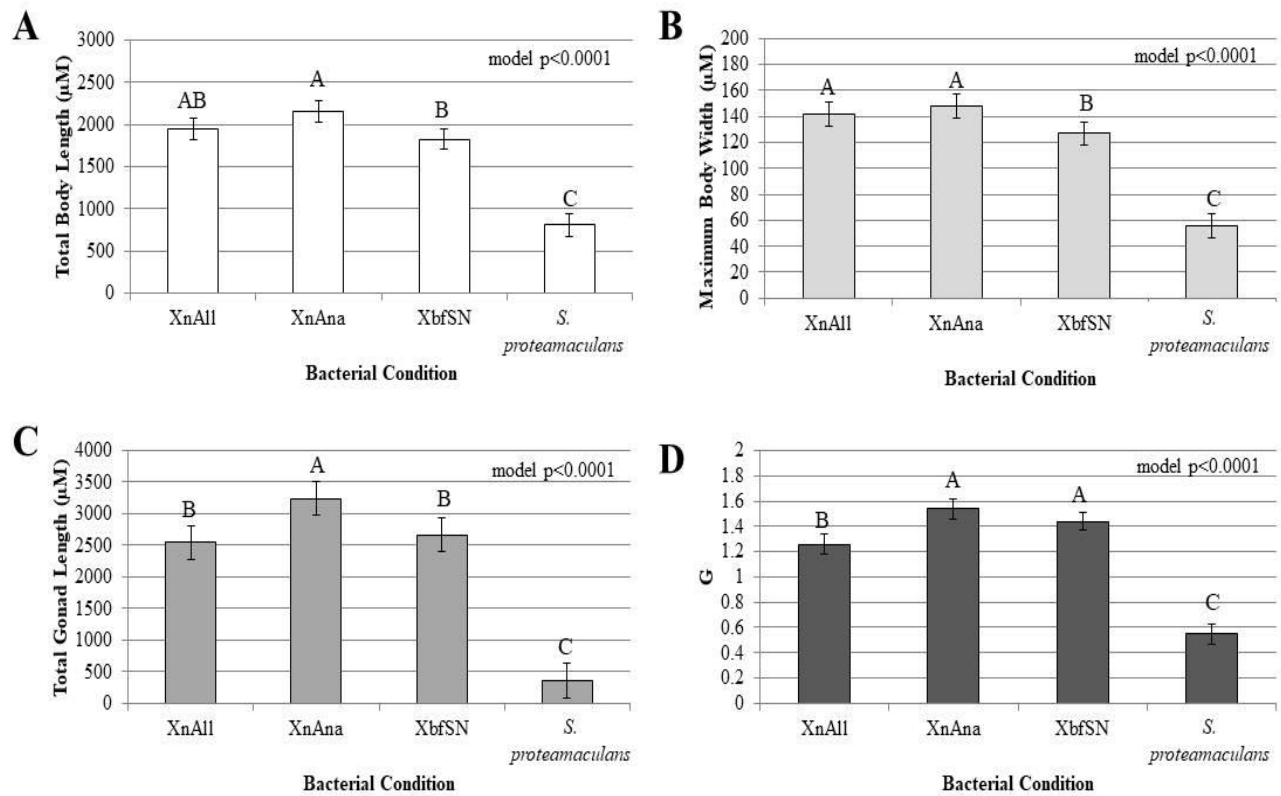 A
Total Body Length (µM)
3000
2500
2000
1500
1000
500
0
model p<0.0001
AB
A
B
C
XnAll
XnAna
XbfSN
S.
proteamaculans
Bacterial Condition
B
Maximum Body Width (µM)
200
180
160
140
120
100
80
60
40
20
0
model p<0.0001
A
A
B
C
XnAll
XnAna
XbfSN
S.
proteamaculans
Bacterial Condition
C
Total Gonad Length (µM)
4000
3500
3000
2500
2000
1500
1000
500
0
model p<0.0001
B
A
B
C
XnAll
XnAna
XbfSN
S.
proteamaculans
Bacterial Condition
D
G
2
1.8
1.6
1.4
1.2
1
0.8
0.6
0.4
0.2
0
model p<0.0001
B
A
A
C
XnAll
XnAna
XbfSN
S.
proteamaculans
Bacterial Condition